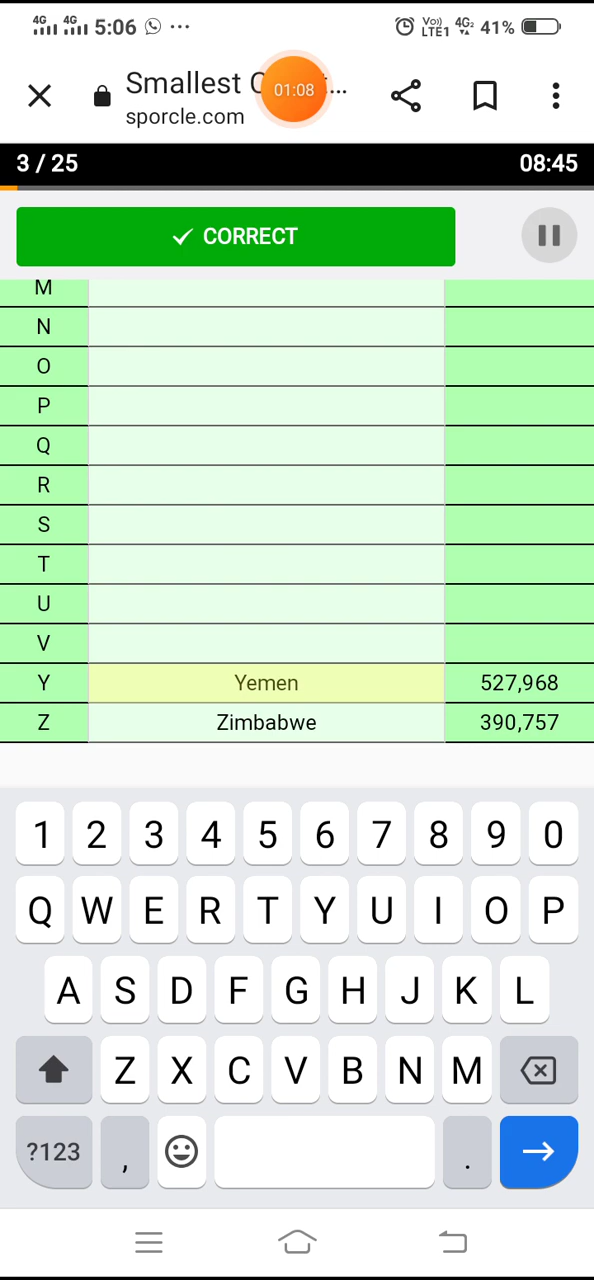 4G 4G 5:06 ... Vo)) LTE1 4G2 41%
Smallest C 01:08 t...
sporcle.com
3 / 25 08:45
CORRECT
M
N
O
P
Q
R
S
T
U
V
Y Yemen 527,968
Z Zimbabwe 390,757
1 2 3 4 5 6 7 8 9 0
Q W E R T Y U I O P
A S D F G H J K L
Z X C V B N M
?123 , .